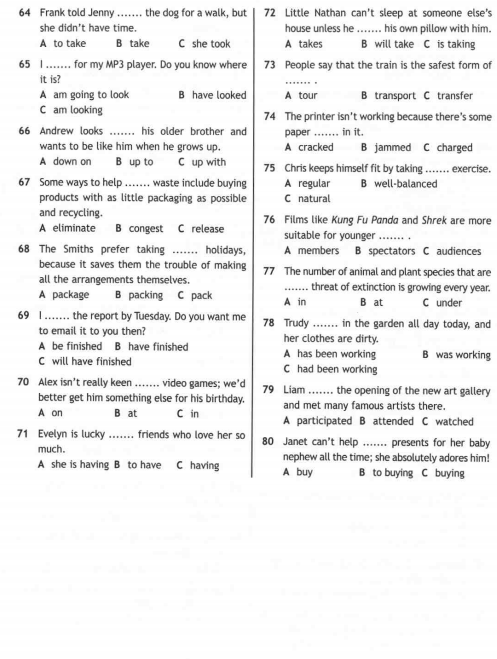 64 Frank told Jenny ....... the dog for a walk, but
she didn't have time.
A to take B take C she took
65 I ....... for my MP3 player. Do you know where
it is?
A am going to look B have looked
C am looking
66 Andrew looks ....... his older brother and
wants to be like him when he grows up.
A down on B up to C up with
67 Some ways to help ....... waste include buying
products with as little packaging as possible
and recycling.
A eliminate B congest C release
68 The Smiths prefer taking ....... holidays,
because it saves them the trouble of making
all the arrangements themselves.
A package B packing C pack
69 I ....... the report by Tuesday. Do you want me
to email it to you then?
A be finished B have finished
C will have finished
70 Alex isn't really keen ....... video games; we'd
better get him something else for his birthday.
A on B at C in
71 Evelyn is lucky ....... friends who love her so
much.
A she is having B to have C having
72 Little Nathan can't sleep at someone else's
house unless he ....... his own pillow with him.
A takes B will take C is taking
73 People say that the train is the safest form of
....... .
A tour B transport C transfer
74 The printer isn't working because there's some
paper ....... in it.
A cracked B jammed C charged
75 Chris keeps himself fit by taking ....... exercise.
A regular B well-balanced
C natural
76 Films like Kung Fu Panda and Shrek are more
suitable for younger ....... .
A members B spectators C audiences
77 The number of animal and plant species that are
....... threat of extinction is growing every year.
A in B at C under
78 Trudy ....... in the garden all day today, and
her clothes are dirty.
A has been working B was working
C had been working
79 Liam ....... the opening of the new art gallery
and met many famous artists there.
A participated B attended C watched
80 Janet can't help ....... presents for her baby
nephew all the time; she absolutely adores him!
A buy B to buying C buying